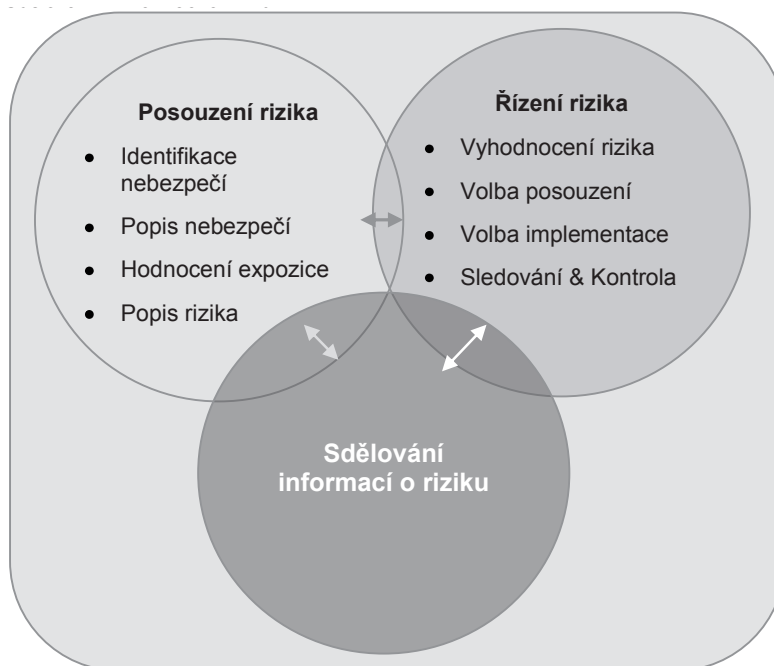 Posouzení rizika
• Identifikace
nebezpečí
• Popis nebezpečí
• Hodnocení expozice
• Popis rizika
Řízení rizika
• Vyhodnocení rizika
• Volba posouzení
• Volba implementace
• Sledování & Kontrola
Sdělování
informací o riziku